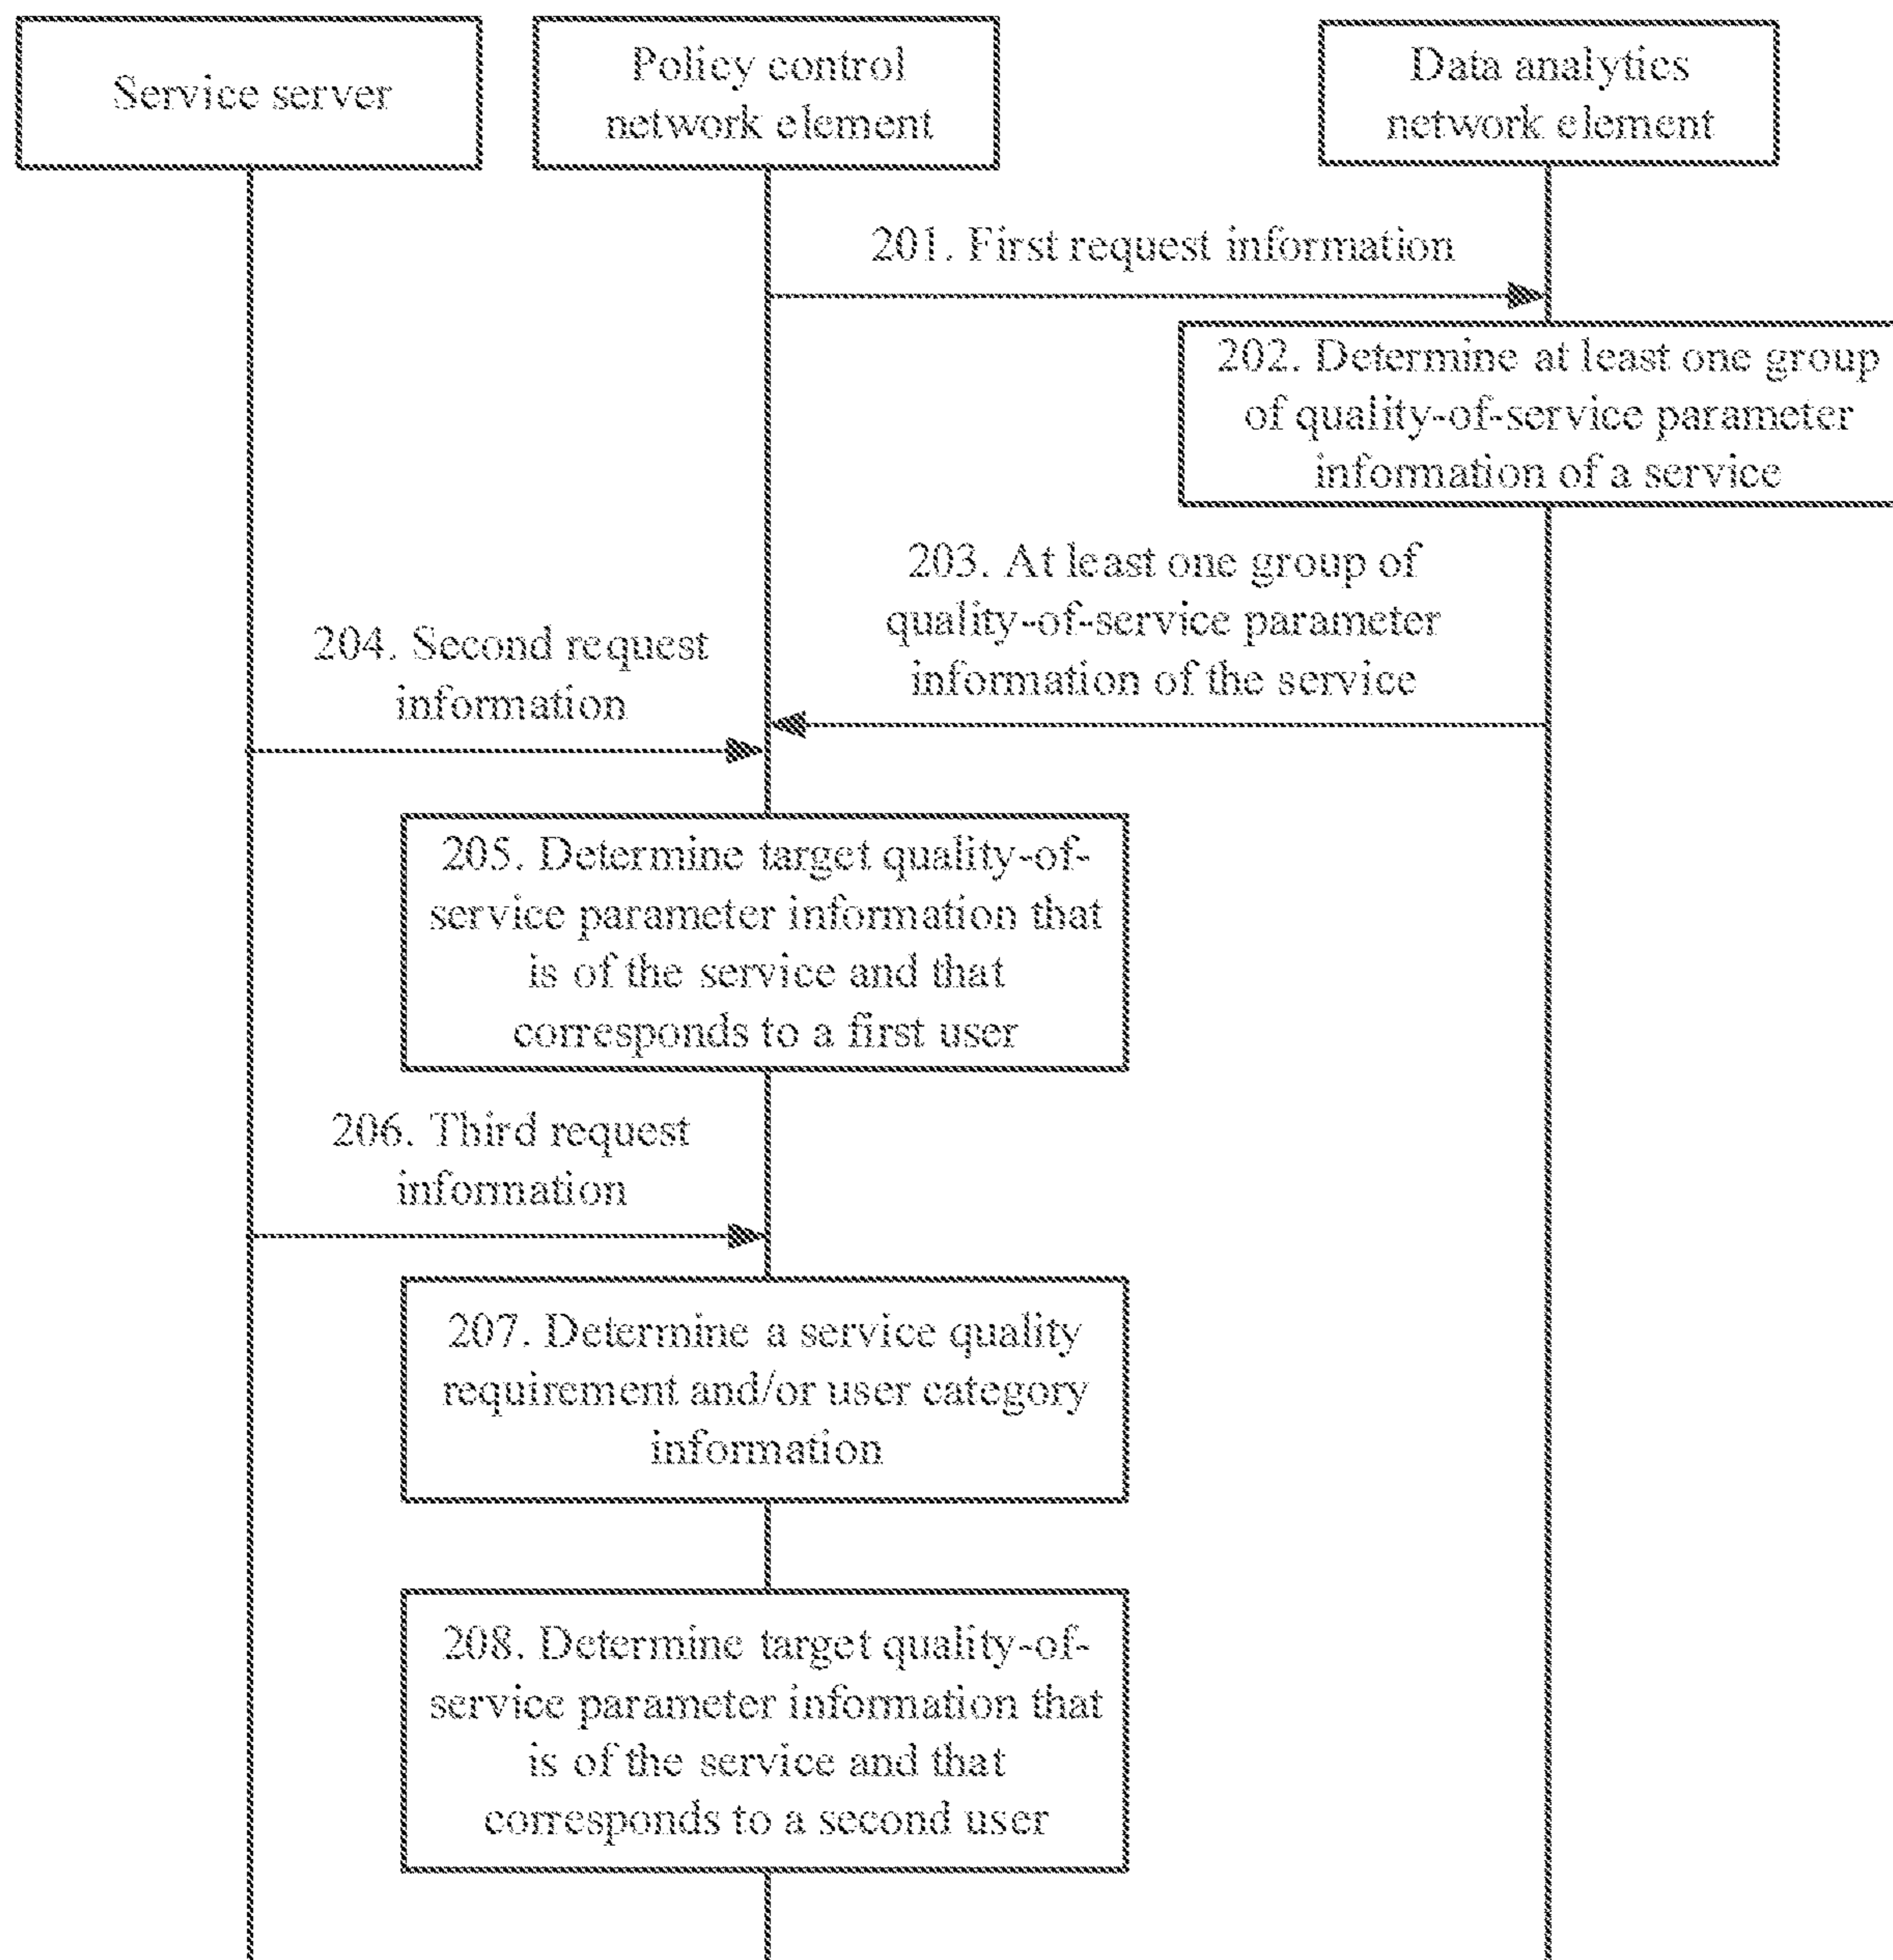 Service server
Policy control
network element
Data analytics
network element
201. First request information
202. Determine at least one group
of quality-of-service parameter
information of a service
203. At least one group of
quality-of-service parameter
information of the service
204. Second request
information
205. Determine target quality-of-
service parameter information that
is of the service and that
corresponds to a first user
206. Third request
information
207. Determine a service quality
requirement and/or user category
information
208. Determine target quality-of-
service parameter information that
is of the service and that
corresponds to a second user